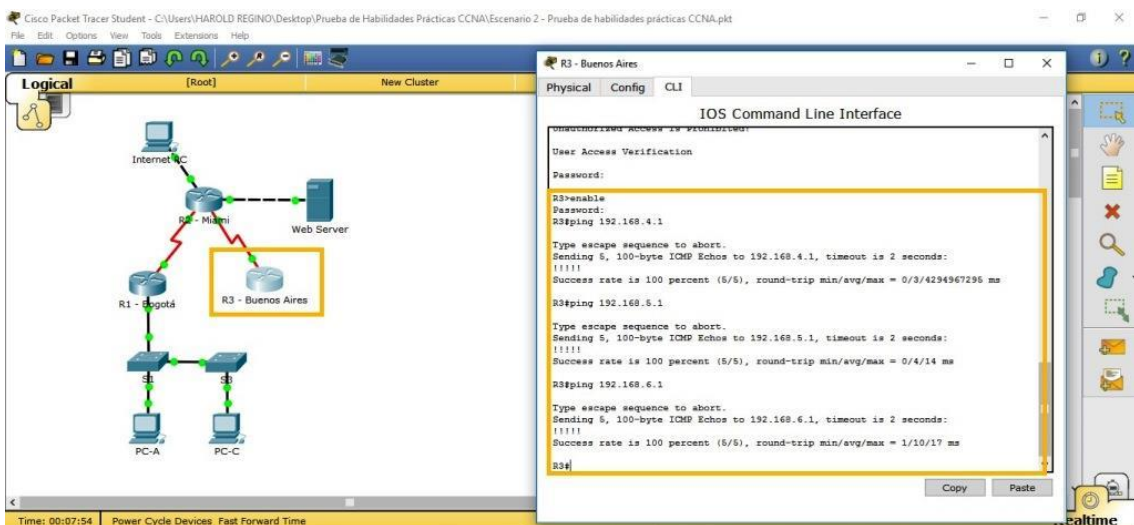 Cisco Packet Tracer Student - C:\Users\HAROLD REGINO\Desktop\Prueba de Habilidades Prácticas CCNA\Escenario 2 - Prueba de habilidades prácticas CCNA.pkt
File Edit Options View Tools Extensions Help
Logical [Root] New Cluster
Internet PC
R2 - Miami
Web Server
R1 - Bogotá
R3 - Buenos Aires
S1
S3
PC-A
PC-C
Time: 00:07:54 Power Cycle Devices Fast Forward Time
Realtime
R3 - Buenos Aires
Physical Config CLI
IOS Command Line Interface
Unauthorized Access is Prohibited!
User Access Verification
Password:
R3>enable
Password:
R3#ping 192.168.4.1
Type escape sequence to abort.
Sending 5, 100-byte ICMP Echos to 192.168.4.1, timeout is 2 seconds:
!!!!!
Success rate is 100 percent (5/5), round-trip min/avg/max = 0/3/4294967295 ms
R3#ping 192.168.5.1
Type escape sequence to abort.
Sending 5, 100-byte ICMP Echos to 192.168.5.1, timeout is 2 seconds:
!!!!!
Success rate is 100 percent (5/5), round-trip min/avg/max = 0/4/14 ms
R3#ping 192.168.6.1
Type escape sequence to abort.
Sending 5, 100-byte ICMP Echos to 192.168.6.1, timeout is 2 seconds:
!!!!!
Success rate is 100 percent (5/5), round-trip min/avg/max = 1/10/17 ms
R3#
Copy Paste